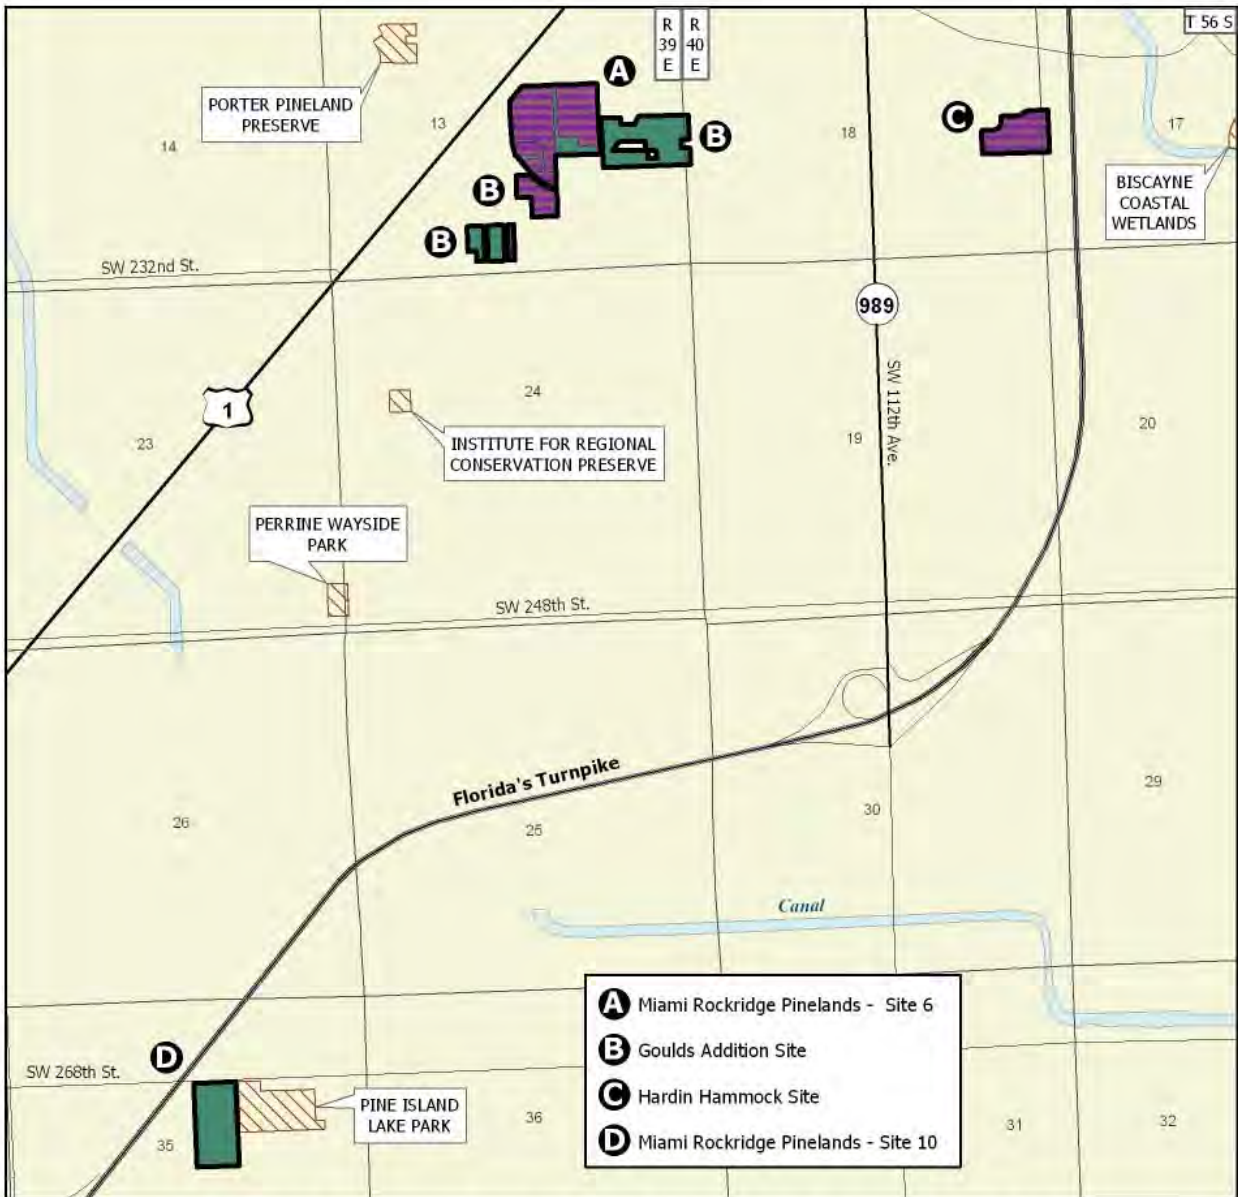 R
39
E
R
40
E
T 56 S
A
PORTER PINELAND
PRESERVE
13
14
B
18
C
17
BISCAYNE
COASTAL
WETLANDS
B
B
SW 232nd St.
989
SW 112th Ave.
1
24
23
19
20
INSTITUTE FOR REGIONAL
CONSERVATION PRESERVE
PERRINE WAYSIDE
PARK
SW 248th St.
Florida's Turnpike
26
25
30
29
Canal
A Miami Rockridge Pinelands - Site 6
B Goulds Addition Site
C Hardin Hammock Site
D Miami Rockridge Pinelands - Site 10
D
SW 268th St.
PINE ISLAND
LAKE PARK
35
36
31
32